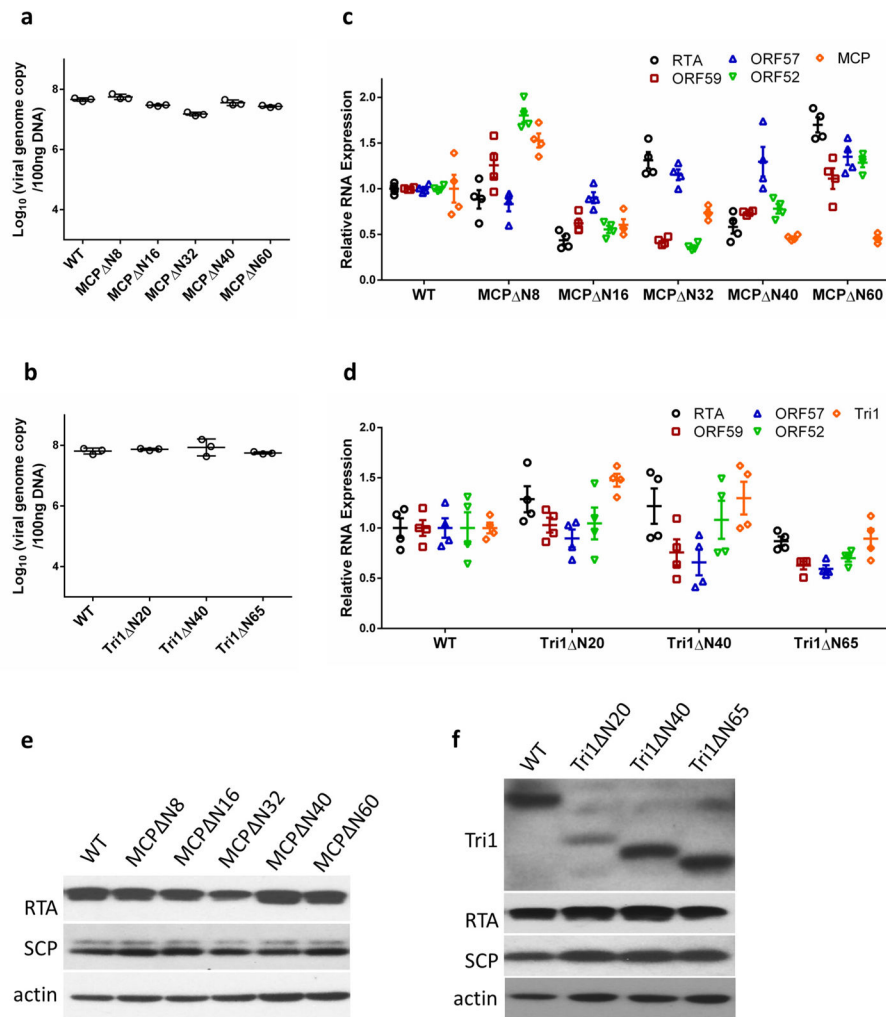 a
Log10 (viral genome copy
/100ng DNA)
8
6
4
WT
MCPΔN8
MCPΔN16
MCPΔN32
MCPΔN40
MCPΔN60
c
RTA
ORF59
ORF57
ORF52
MCP
Relative RNA Expression
2.0
1.5
1.0
0.5
0.0
WT
MCPΔN8
MCPΔN16
MCPΔN32
MCPΔN40
MCPΔN60
b
Log10 (viral genome copy
/100ng DNA)
8
6
4
WT
Tri1ΔN20
Tri1ΔN40
Tri1ΔN65
d
RTA
ORF59
ORF57
ORF52
Tri1
Relative RNA Expression
2.0
1.5
1.0
0.5
0.0
WT
Tri1ΔN20
Tri1ΔN40
Tri1ΔN65
e
WT
MCPΔN8
MCPΔN16
MCPΔN32
MCPΔN40
MCPΔN60
RTA
SCP
actin
f
WT
Tri1ΔN20
Tri1ΔN40
Tri1ΔN65
Tri1
RTA
SCP
actin